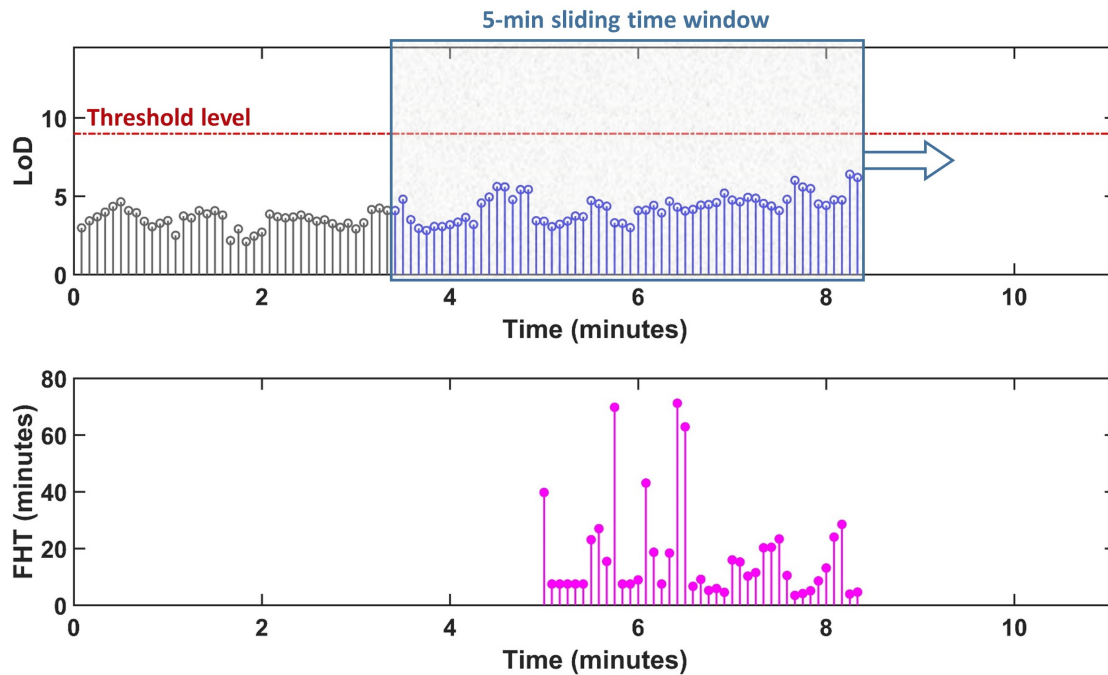 5-min sliding time window
Threshold level
LoD
10
5
0
0 2 4 6 8 10
Time (minutes)
FHT (minutes)
80
60
40
20
0
0 2 4 6 8 10
Time (minutes)